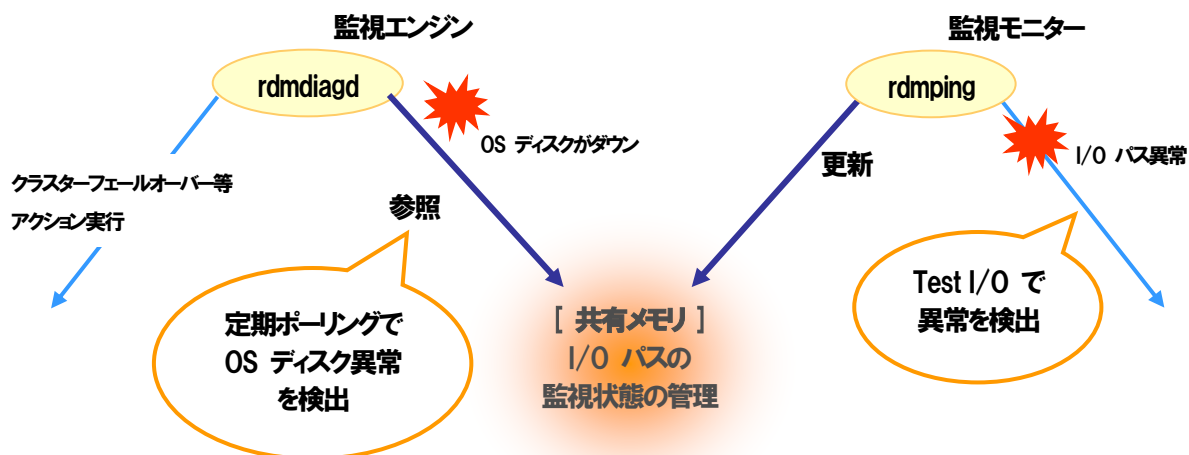 監視エンジン
rdmdiagd
OS ディスクがダウン
クラスターフェールオーバー等
アクション実行
参照
定期ポーリングで
OS ディスク異常
を検出
監視モニター
rdmping
I/O パス異常
更新
Test I/O で
異常を検出
[ 共有メモリ ]
I/O パスの
監視状態の管理